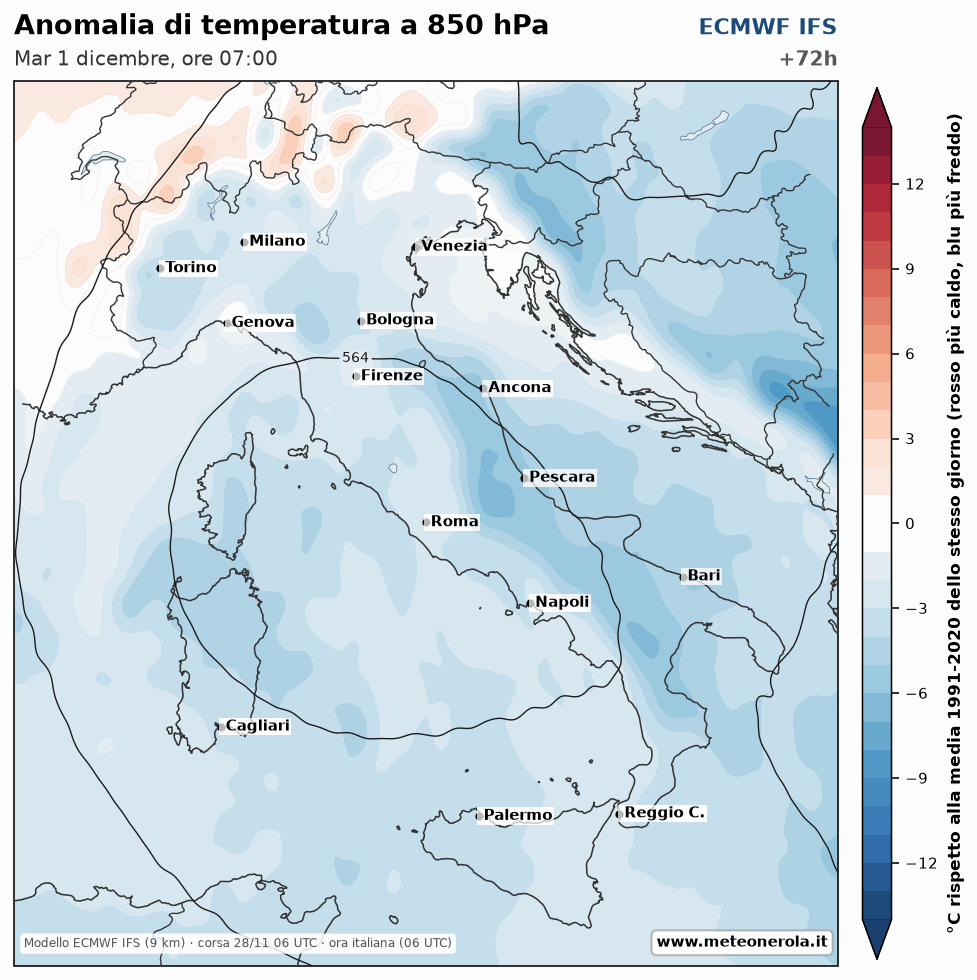 Anomalia di temperatura a 850 hPa
ECMWF IFS
Mar 1 dicembre, ore 07:00
+72h
Milano
Venezia
Torino
Genova
Bologna
564
Firenze
Ancona
Pescara
Roma
Bari
Napoli
Cagliari
Palermo
Reggio C.
12
9
6
3
0
−3
−6
−9
−12
°C rispetto alla media 1991-2020 dello stesso giorno (rosso più caldo, blu più freddo)
Modello ECMWF IFS (9 km) · corsa 28/11 06 UTC · ora italiana (06 UTC)
www.meteonerola.it